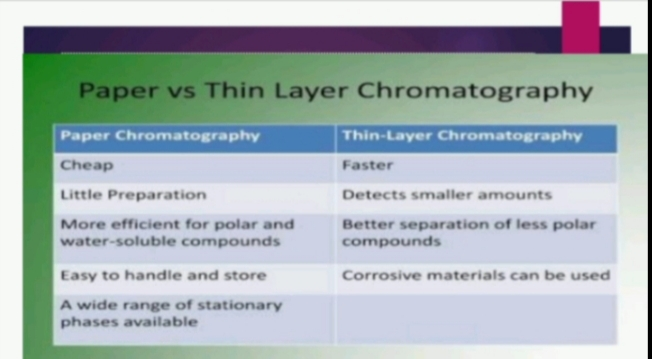 Paper vs Thin Layer Chromatography
Paper Chromatography Thin-Layer Chromatography
Cheap Faster
Little Preparation Detects smaller amounts
More efficient for polar and Better separation of less polar
water-soluble compounds compounds
Easy to handle and store Corrosive materials can be used
A wide range of stationary
phases available